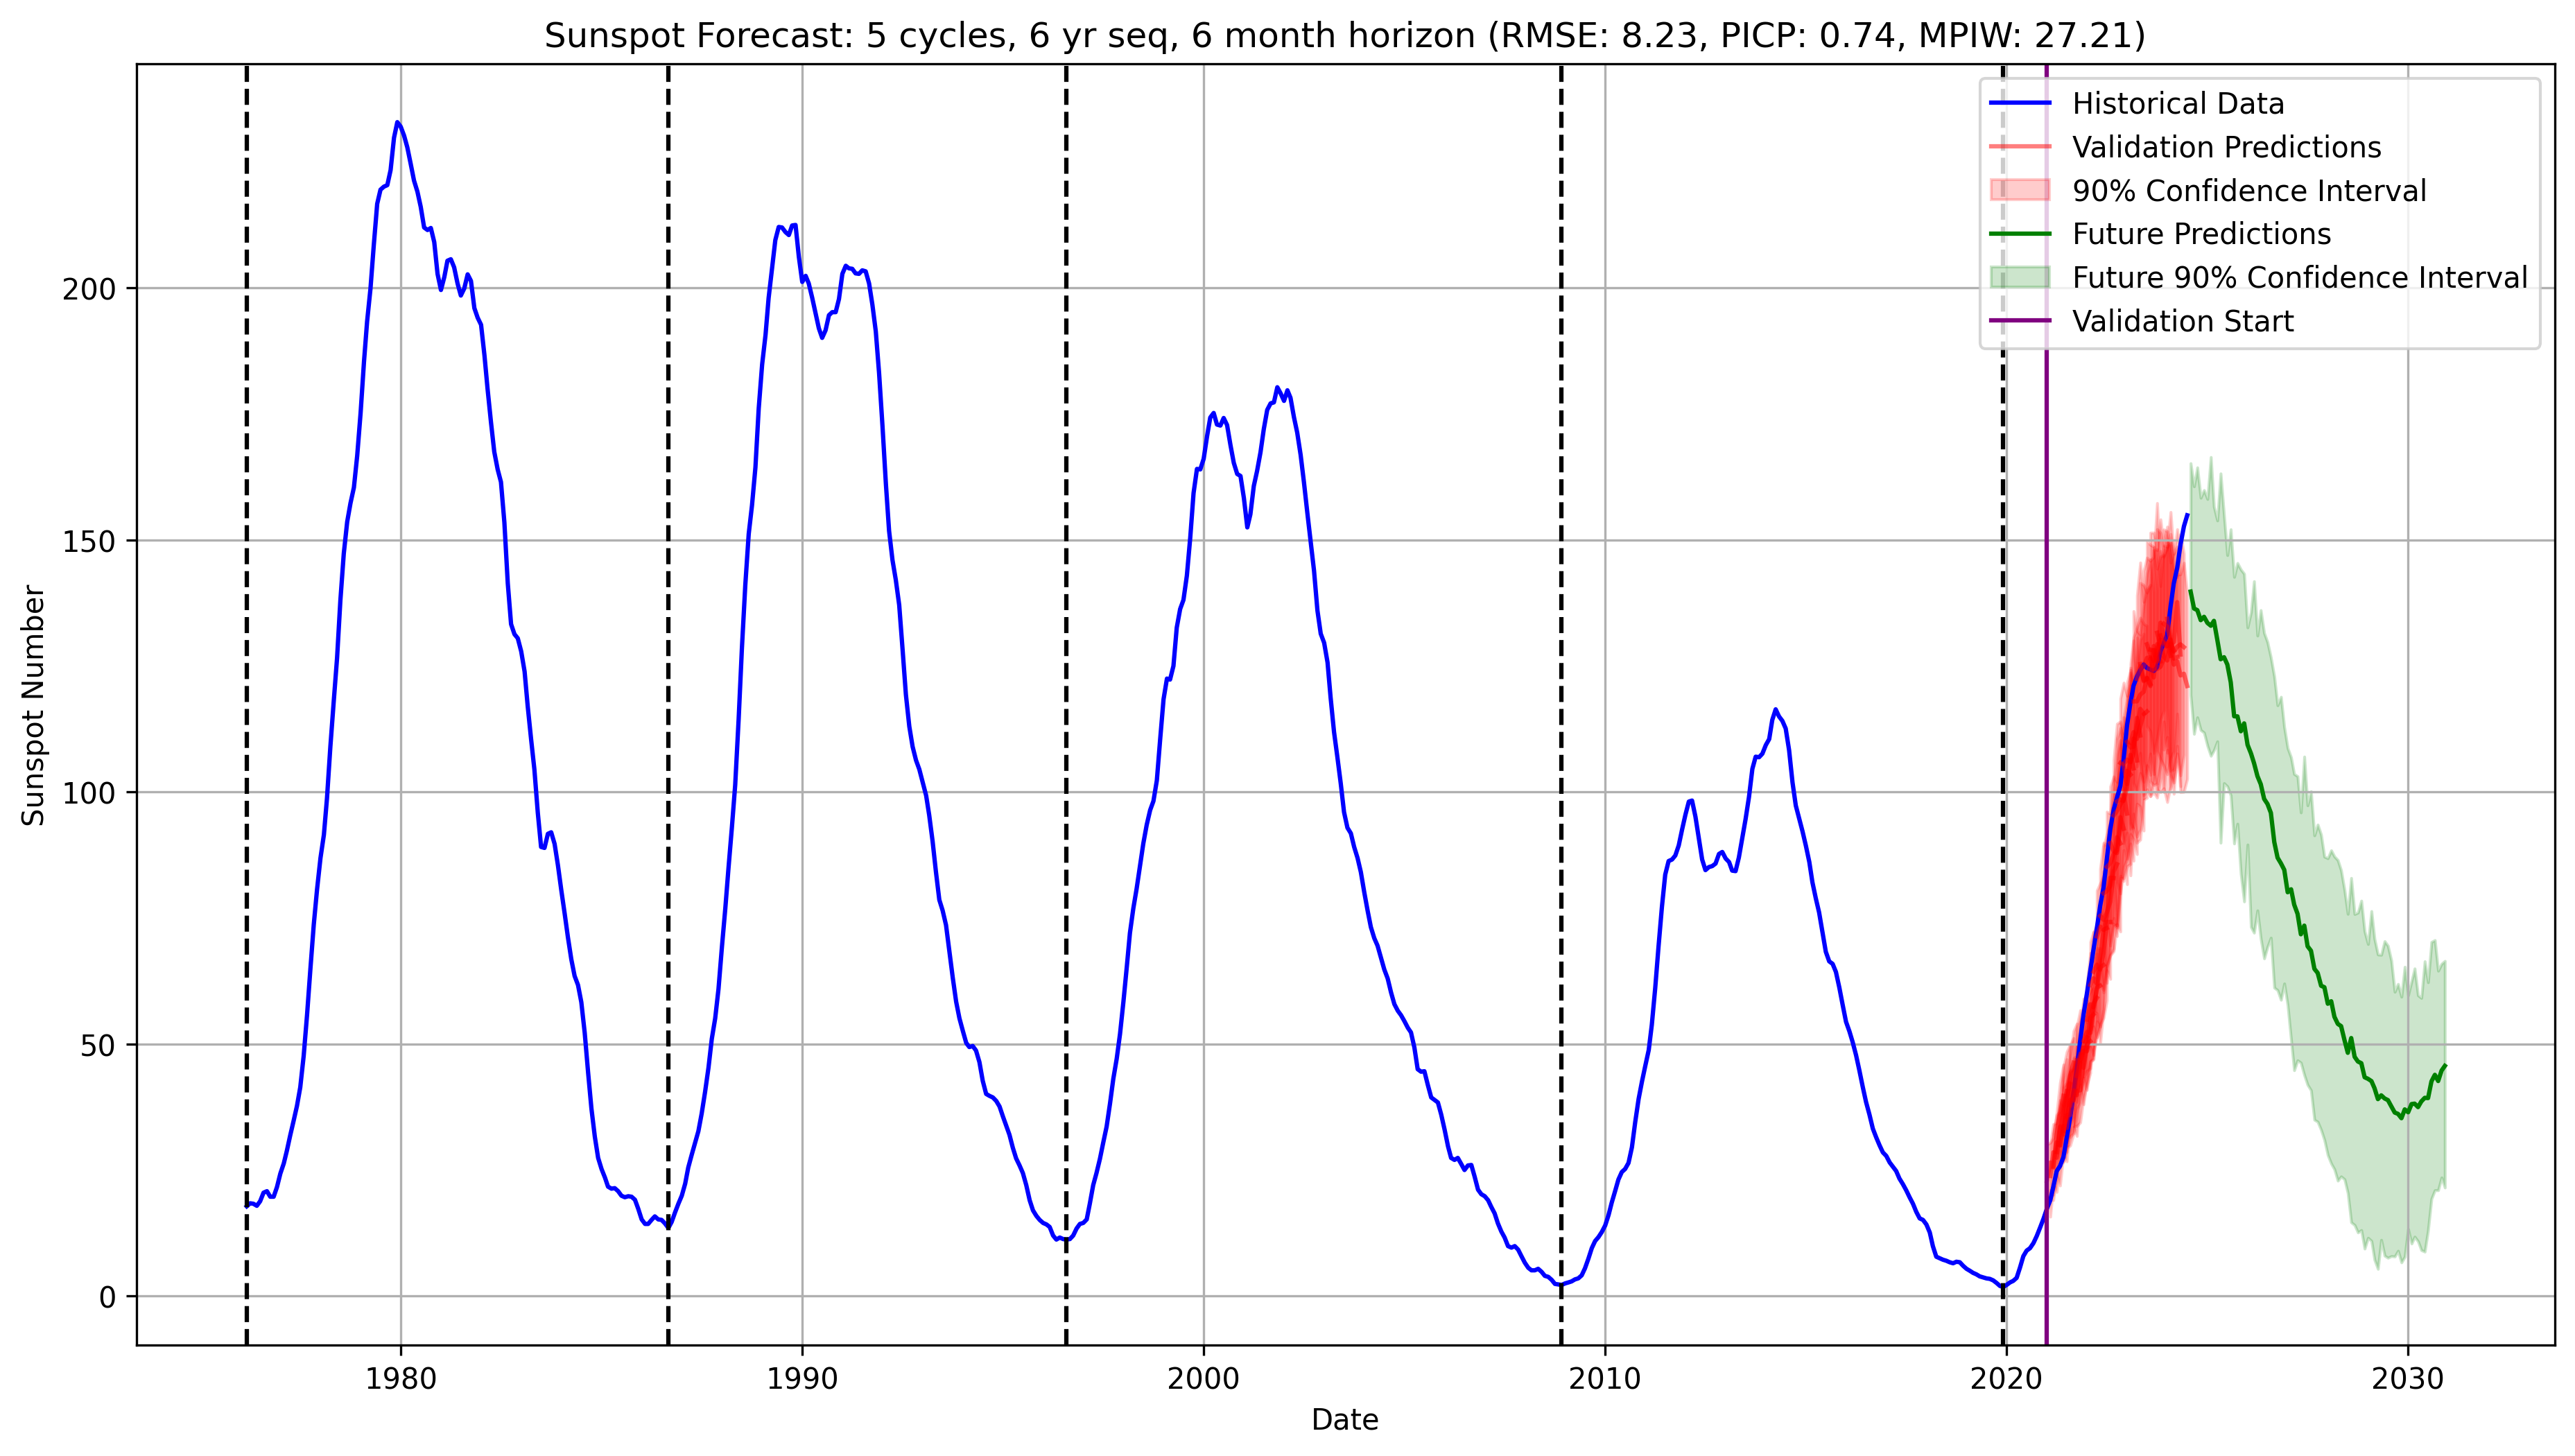 Sunspot Forecast: 5 cycles, 6 yr seq, 6 month horizon (RMSE: 8.23, PICP: 0.74, MPIW: 27.21)
Historical Data
Validation Predictions
90% Confidence Interval
Future Predictions
Future 90% Confidence Interval
Validation Start
Sunspot Number
200
150
100
50
0
1980
1990
2000
2010
2020
2030
Date